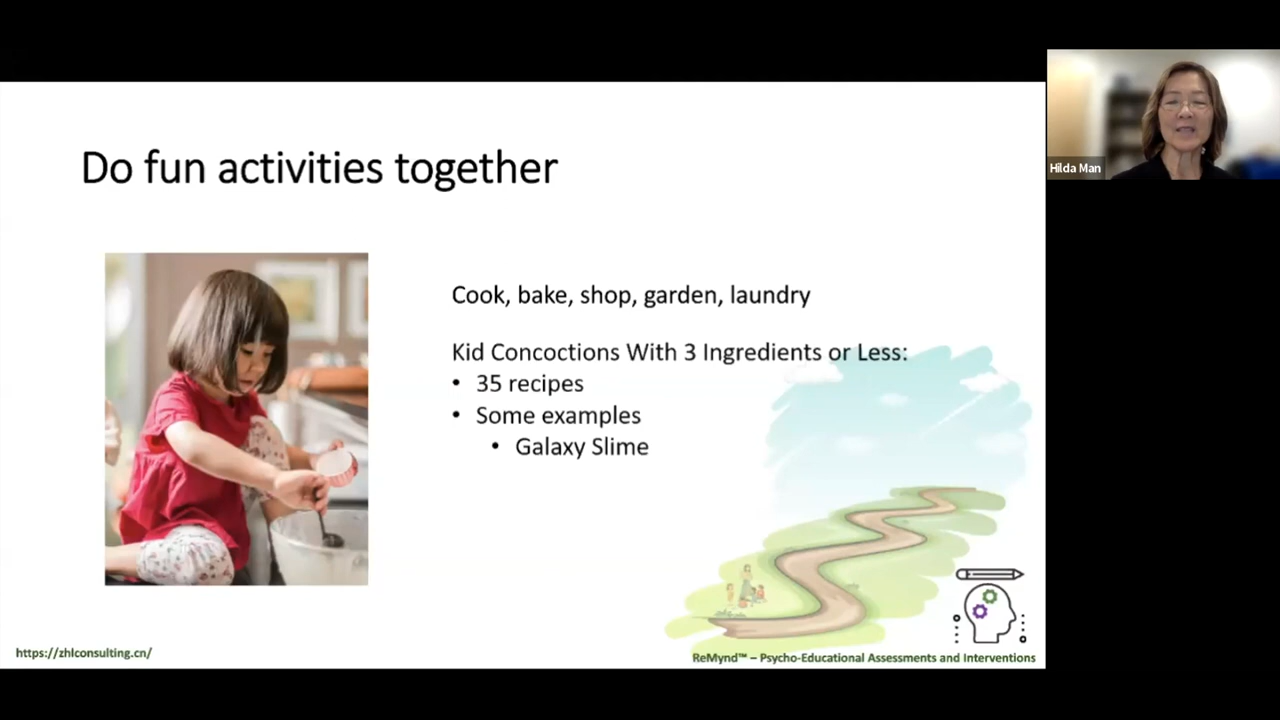 Do fun activities together
Hilda Man
Cook, bake, shop, garden, laundry
Kid Concoctions With 3 Ingredients or Less:
• 35 recipes
• Some examples
• Galaxy Slime
https://zhlconsulting.cn/
ReMynd™ – Psycho-Educational Assessments and Interventions